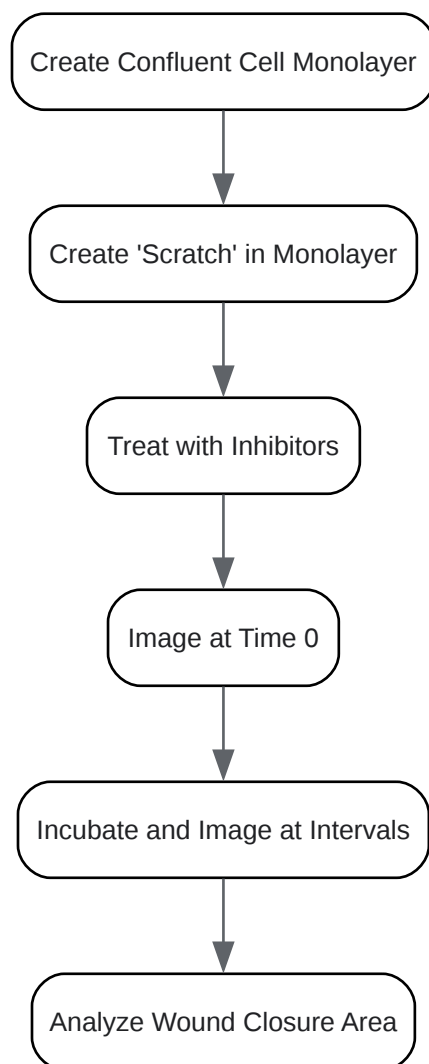 Create Confluent Cell Monolayer
Create 'Scratch' in Monolayer
Treat with Inhibitors
Image at Time 0
Incubate and Image at Intervals
Analyze Wound Closure Area